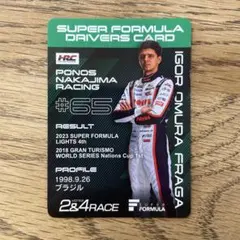 SUPER FORMULA
DRIVERS CARD
HRC
PONOS
NAKAJIMA
RACING
#65
RESULT
2023 SUPER FORMULA
LIGHTS 4th
2018 GRAN TURISMO
WORLD SERIES Nations Cup 1st
PROFILE
1998.9.26
ブラジル
IGOR OMURA FRAGA
2&4 RACE
SUPER
FORMULA